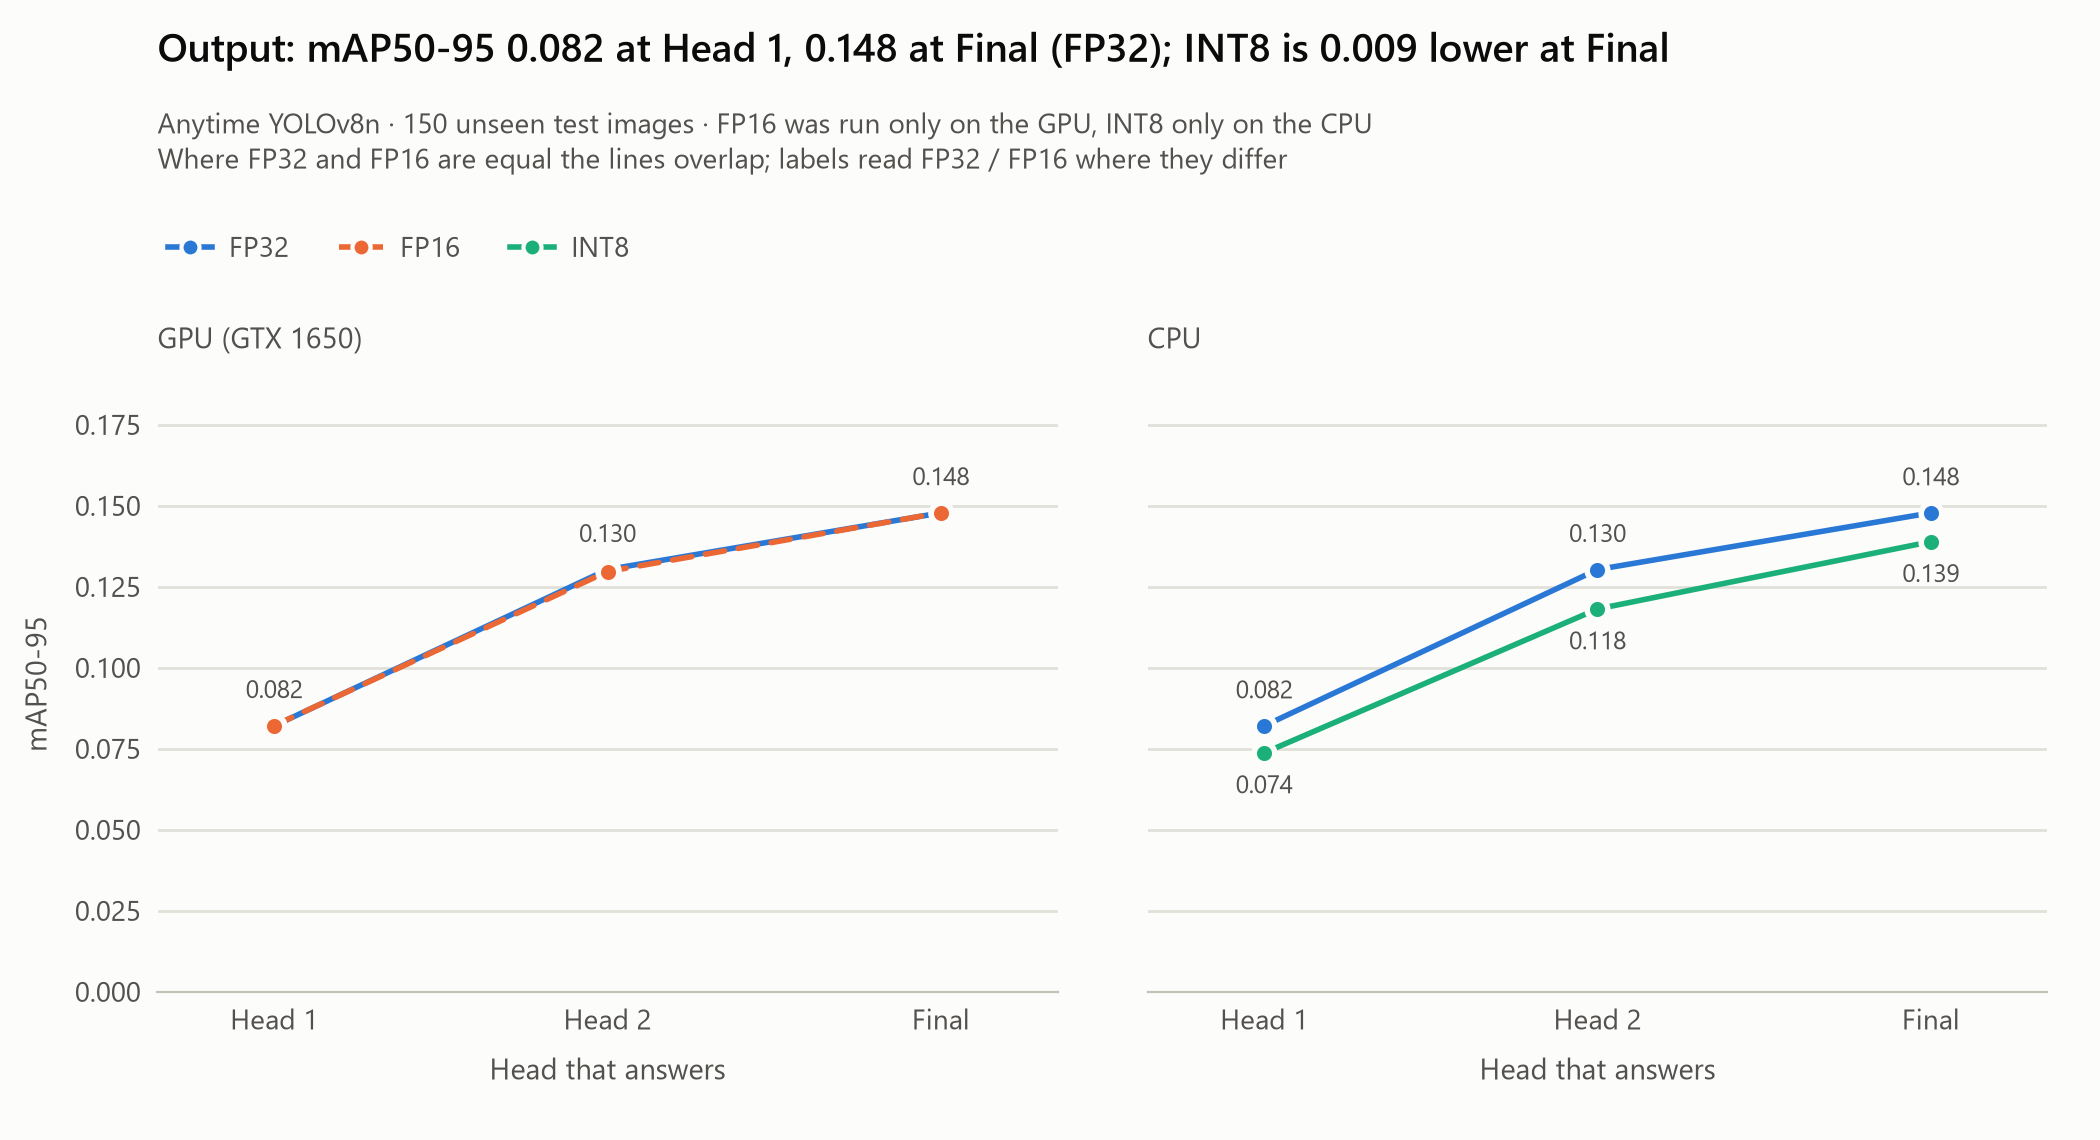 Output: mAP50-95 0.082 at Head 1, 0.148 at Final (FP32); INT8 is 0.009 lower at Final
Anytime YOLOv8n · 150 unseen test images · FP16 was run only on the GPU, INT8 only on the CPU
Where FP32 and FP16 are equal the lines overlap; labels read FP32 / FP16 where they differ
FP32 FP16 INT8
GPU (GTX 1650)
mAP50-95
0.175
0.150
0.125
0.100
0.075
0.050
0.025
0.000
0.082
0.130
0.148
Head 1 Head 2 Final
Head that answers
CPU
0.082
0.130
0.148
0.074
0.118
0.139
Head 1 Head 2 Final
Head that answers